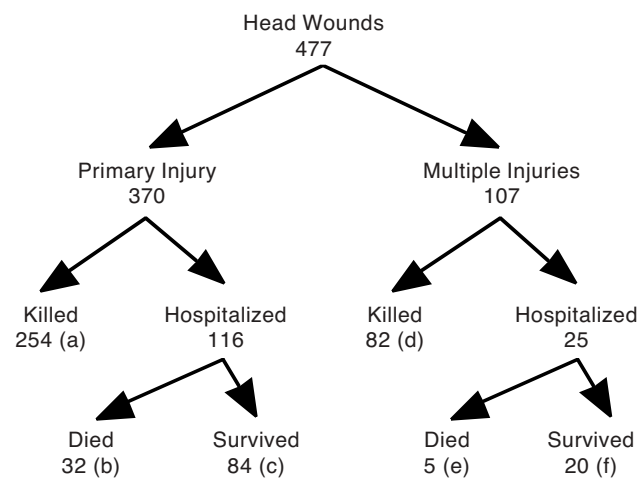 Head Wounds
477
Primary Injury
370
Multiple Injuries
107
Killed
254 (a)
Hospitalized
116
Killed
82 (d)
Hospitalized
25
Died
32 (b)
Survived
84 (c)
Died
5 (e)
Survived
20 (f)